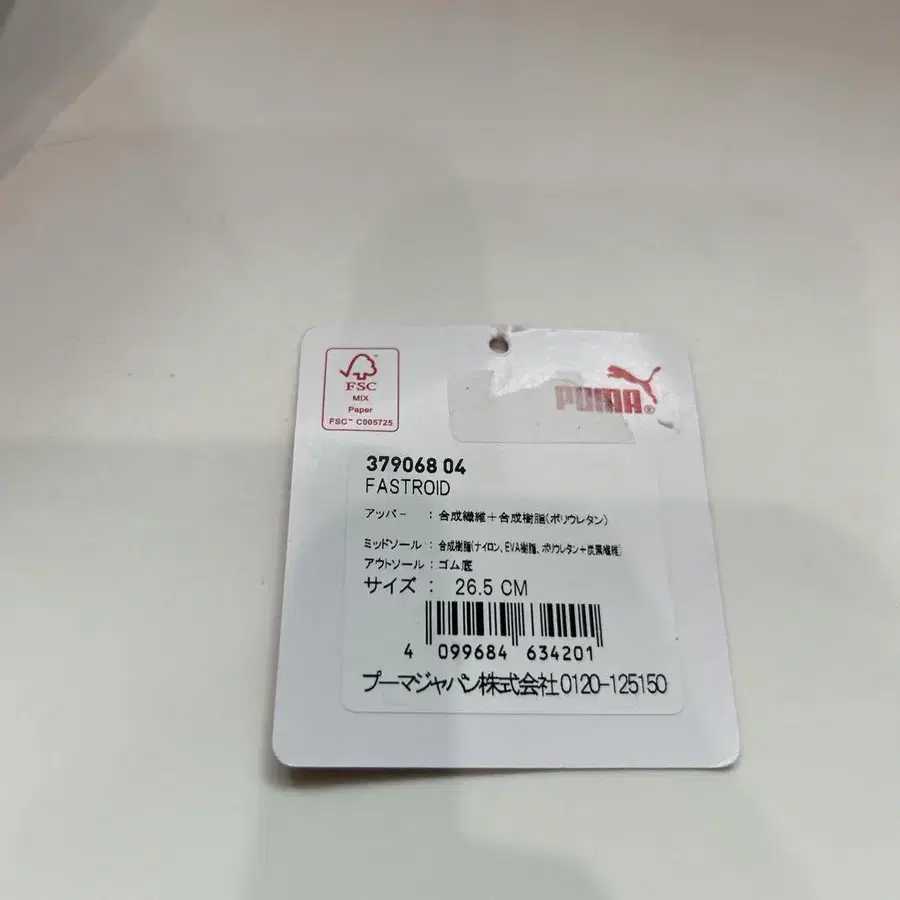 FSC
MIX
Paper
FSC™ C005725
PUMA®
379068 04
FASTROID
アッパー : 合成繊維+合成樹脂(ポリウレタン)
ミッドソール : 合成樹脂(ナイロン、EVA樹脂、ポリウレタン+炭素繊維)
アウトソール : ゴム底
サイズ : 26.5 CM
4 099684 634201
プーマジャパン株式会社0120-125150